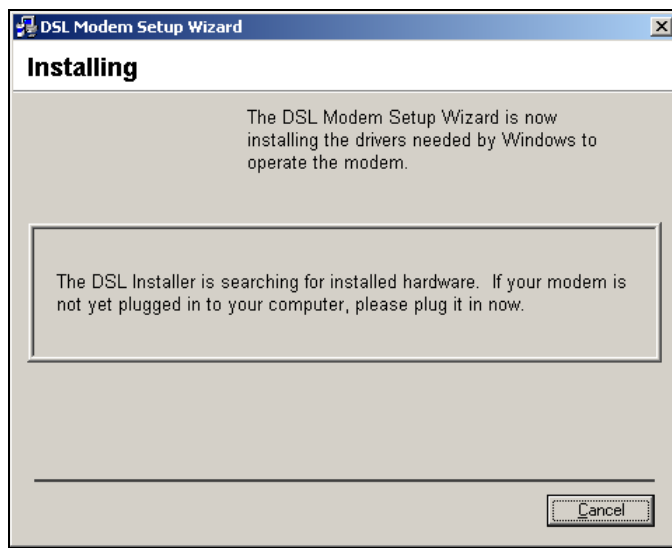 DSL Modem Setup Wizard
Installing
The DSL Modem Setup Wizard is now
installing the drivers needed by Windows to
operate the modem.
The DSL Installer is searching for installed hardware.  If your modem is
not yet plugged in to your computer, please plug it in now.
Cancel